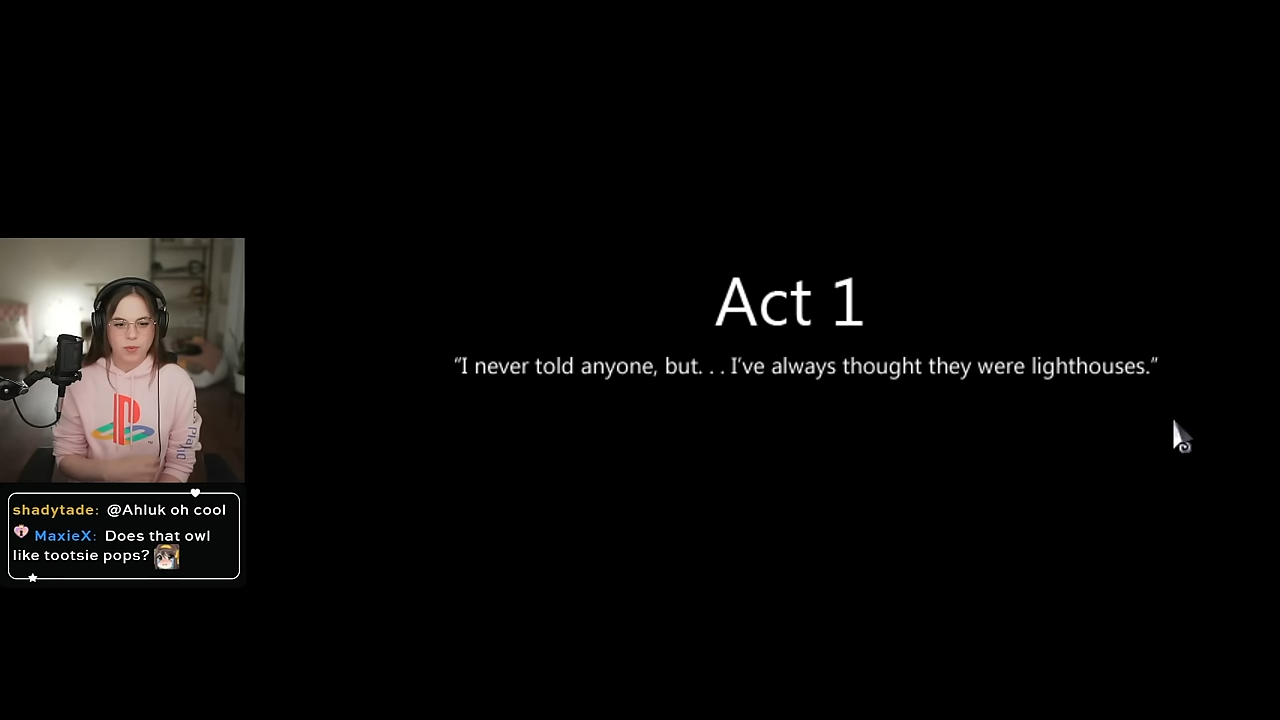 Act 1
“I never told anyone, but. . . I’ve always thought they were lighthouses.”
shadytade: @Ahluk oh cool
MaxieX: Does that owl
like tootsie pops?